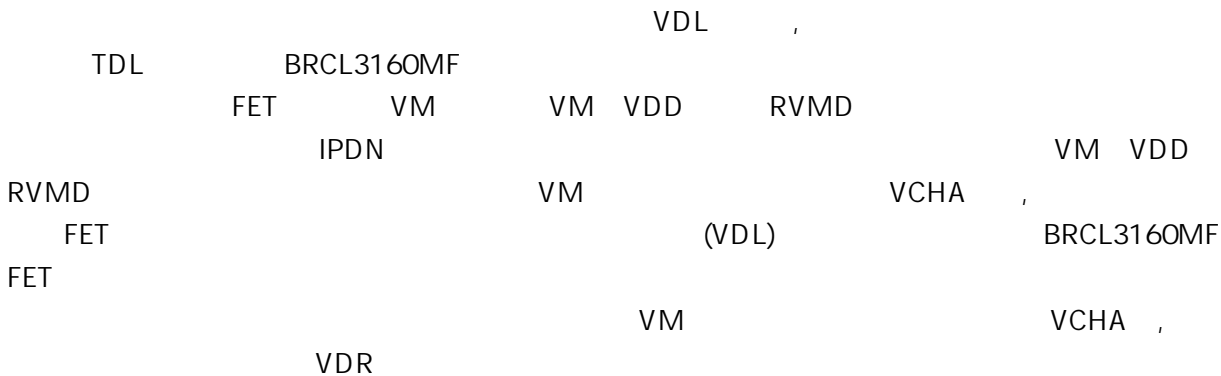 VDL ,
TDL BRCL3160MF
FET VM VM VDD RVMD
IPDN VM VDD
RVMD VM VCHA ,
FET (VDL) BRCL3160MF
FET
VM VCHA ,
VDR